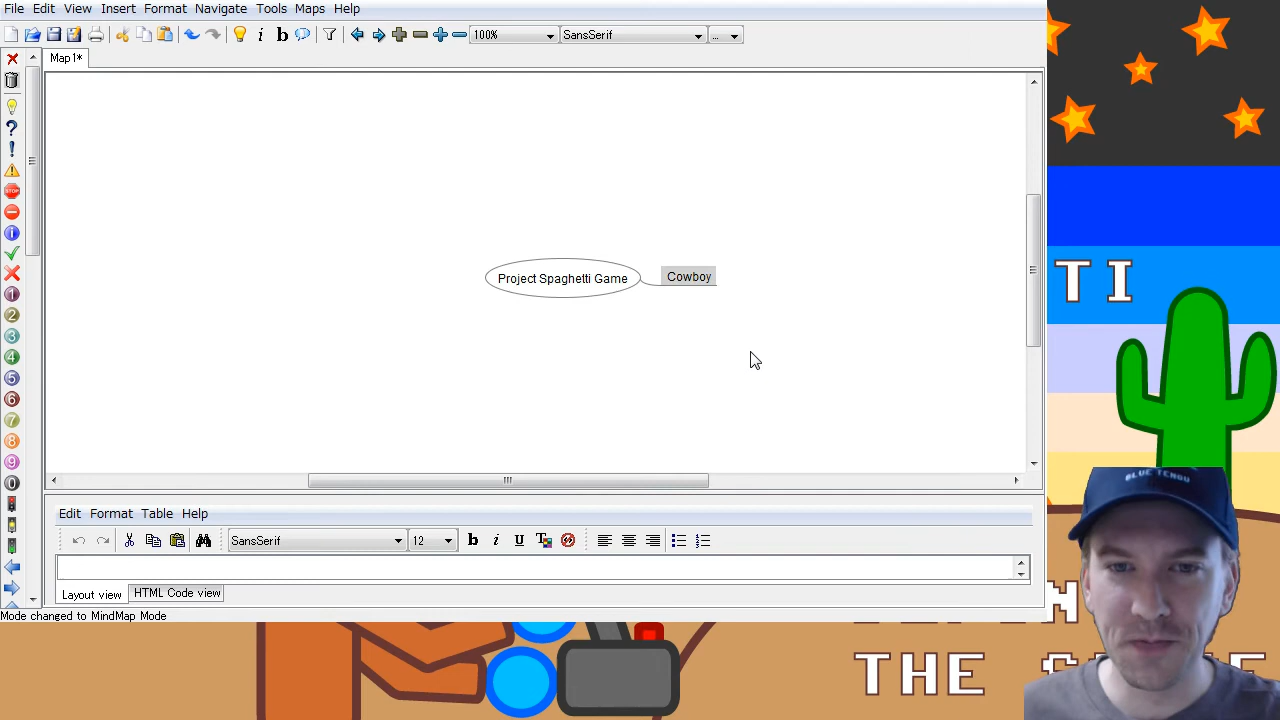 File Edit View Insert Format Navigate Tools Maps Help
100% SansSerif ...
Map1*
Project Spaghetti Game
Cowboy
TI
BLUE TENGU
Edit Format Table Help
SansSerif 12
Layout view HTML Code view
Mode changed to MindMap Mode
THE